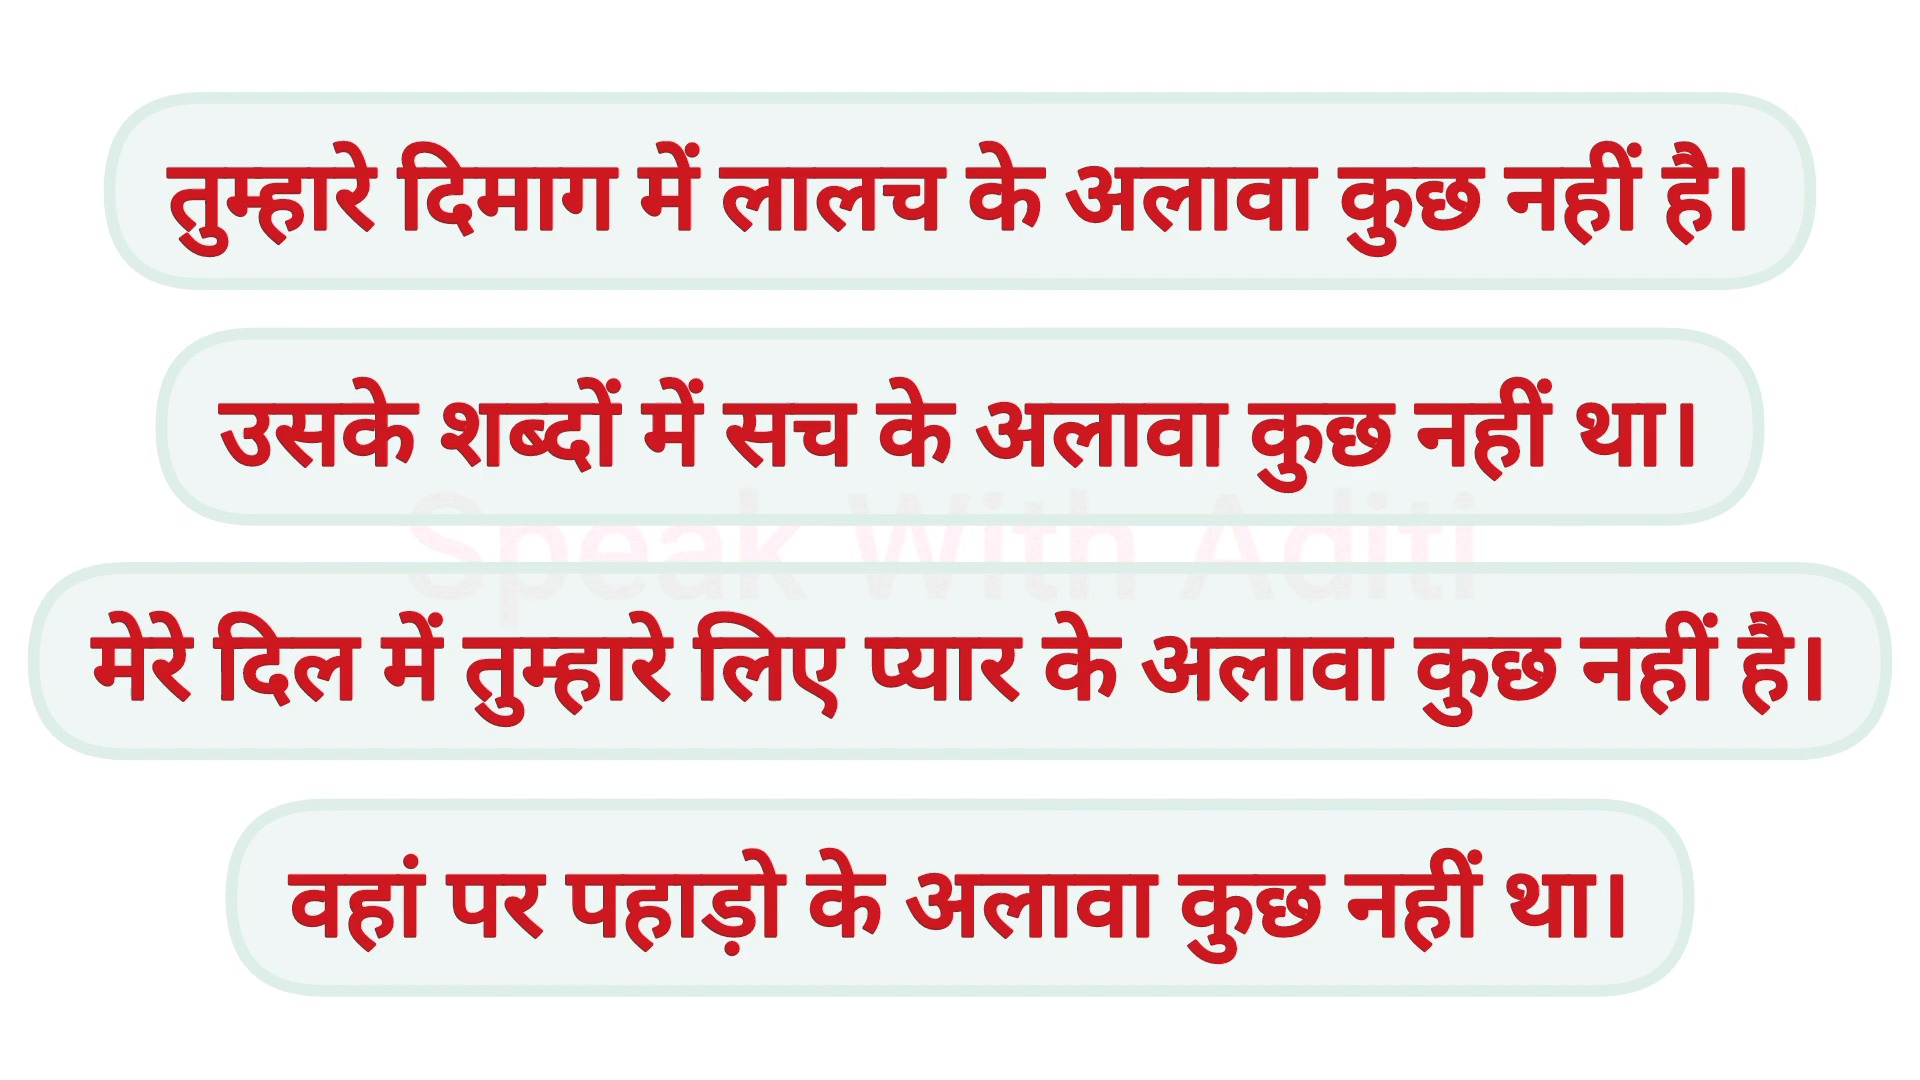 तुम्हारे दिमाग में लालच के अलावा कुछ नहीं है।
उसके शब्दों में सच के अलावा कुछ नहीं था।
Speak With Aditi
मेरे दिल में तुम्हारे लिए प्यार के अलावा कुछ नहीं है।
वहां पर पहाड़ो के अलावा कुछ नहीं था।